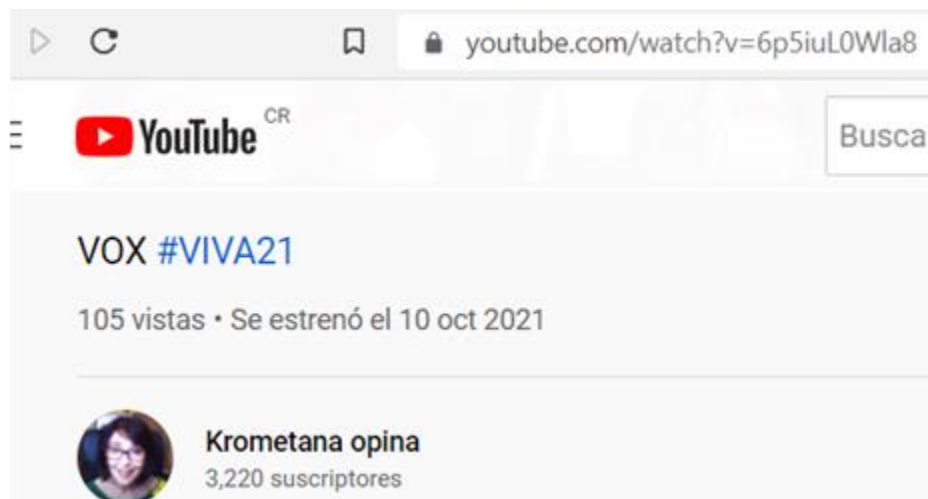 youtube.com/watch?v=6p5iuL0Wla8
YouTube CR
Busca
VOX #VIVA21
105 vistas • Se estrenó el 10 oct 2021
Krometana opina
3,220 suscriptores